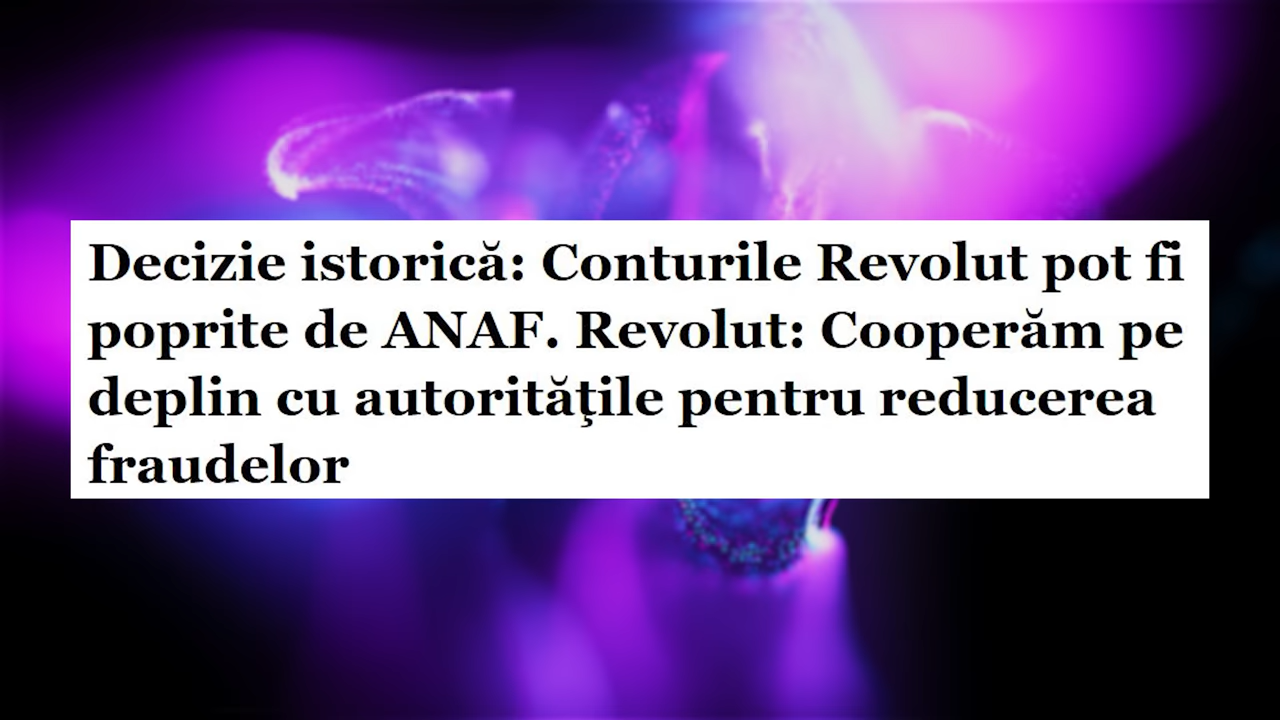 Decizie istorică: Conturile Revolut pot fi
poprite de ANAF. Revolut: Cooperăm pe
deplin cu autorităţile pentru reducerea
fraudelor